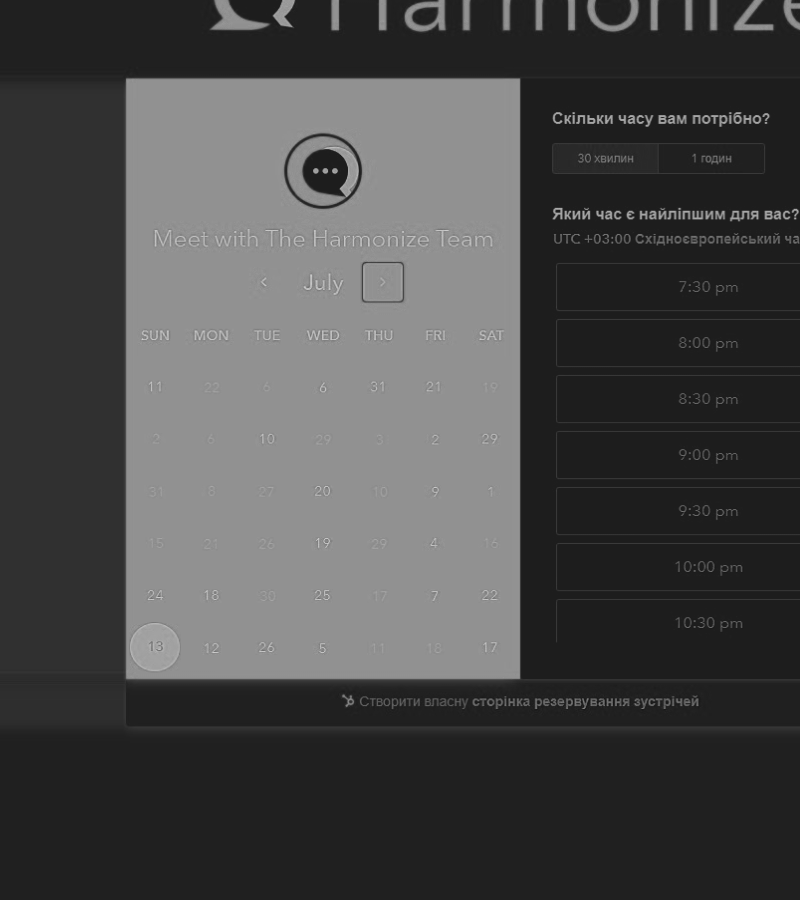 Harmonize
Meet with The Harmonize Team
July
SUN MON TUE WED THU FRI SAT
11 22 6 6 31 21 19
2 6 10 29 3 2 29
31 8 27 20 10 9 1
15 21 26 19 29 4 16
24 18 30 25 17 7 22
13 12 26 5 11 17
Скільки часу вам потрібно?
30 хвилин 1 годин
Який час є найліпшим для вас?
UTC +03:00 Східноєвропейський ча
7:30 pm
8:00 pm
8:30 pm
9:00 pm
9:30 pm
10:00 pm
10:30 pm
Створити власну сторінка резервування зустрічей